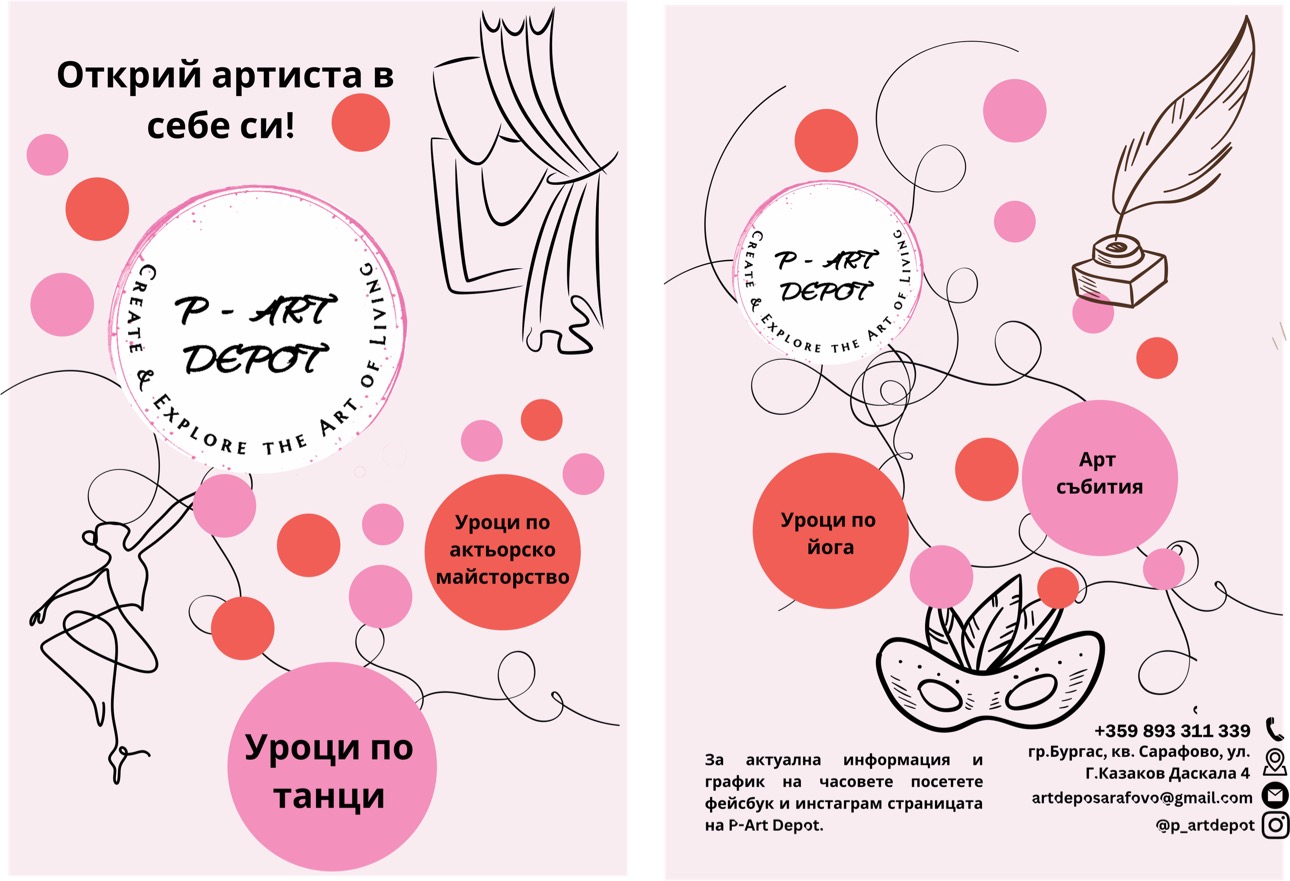 Открий артиста в
себе си!
P - ART
DEPOT
CREATE & EXPLORE THE ART OF LIVING
Уроци по
актьорско
майсторство
Уроци по
танци
P - ART
DEPOT
CREATE & EXPLORE THE ART OF LIVING
Арт
събития
Уроци по
йога
За актуална информация и
график на часовете посетете
фейсбук и инстаграм страницата
на P-Art Depot.
+359 893 311 339
гр.Бургас, кв. Сарафово, ул.
Г.Казаков Даскала 4
artdeposarafovo@gmail.com
@p_artdepot